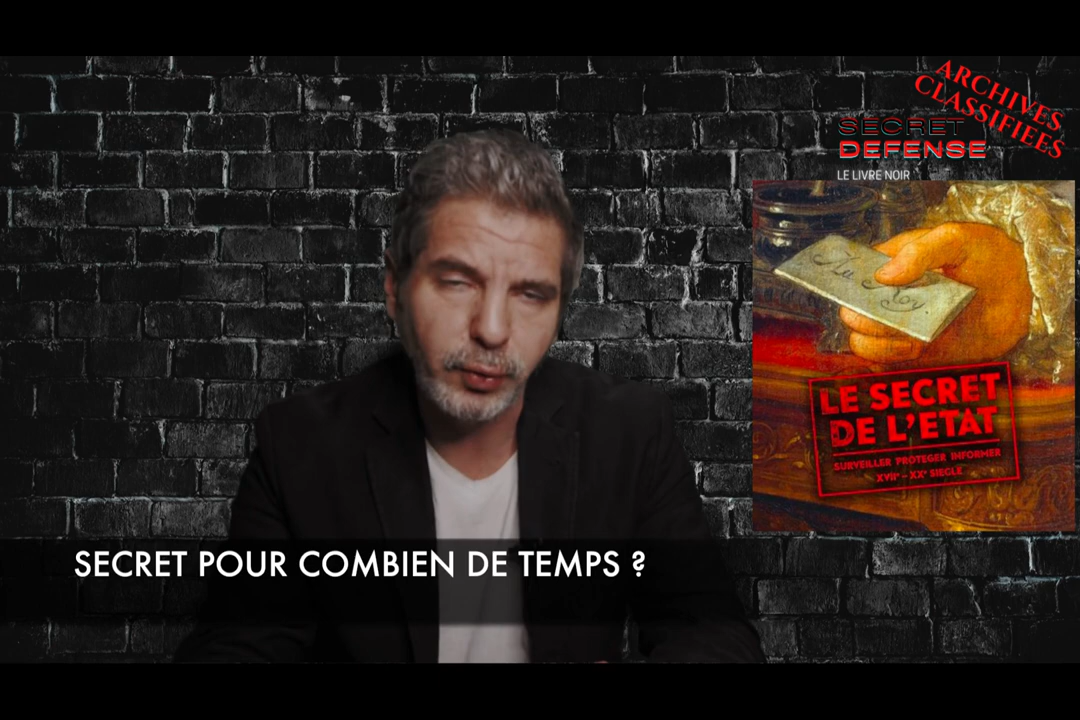 ARCHIVES
CLASSIFIEES
SECRET
DEFENSE
LE LIVRE NOIR
Au Roy
LE SECRET
DE L'ETAT
SURVEILLER PROTEGER INFORMER
XVIIe – XXe SIECLE
SECRET POUR COMBIEN DE TEMPS ?